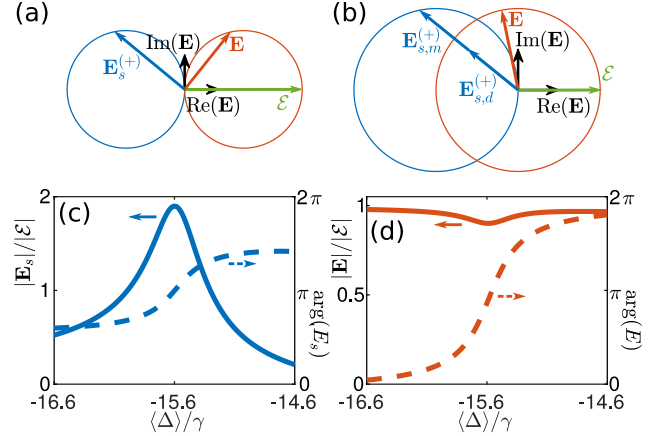 (a)
Im(E)
E
E_s^(+)
Re(E)
ℰ
(b)
E_{s,m}^(+)
E
Im(E)
E_{s,d}^(+)
Re(E)
ℰ
(c)
|E_s|/|ℰ|
2
1
0
2π
π
0
arg(E_s)
-16.6
-15.6
-14.6
⟨Δ⟩/γ
(d)
|E|/|ℰ|
1
0.5
0
2π
π
0
arg(E)
-16.6
-15.6
-14.6
⟨Δ⟩/γ